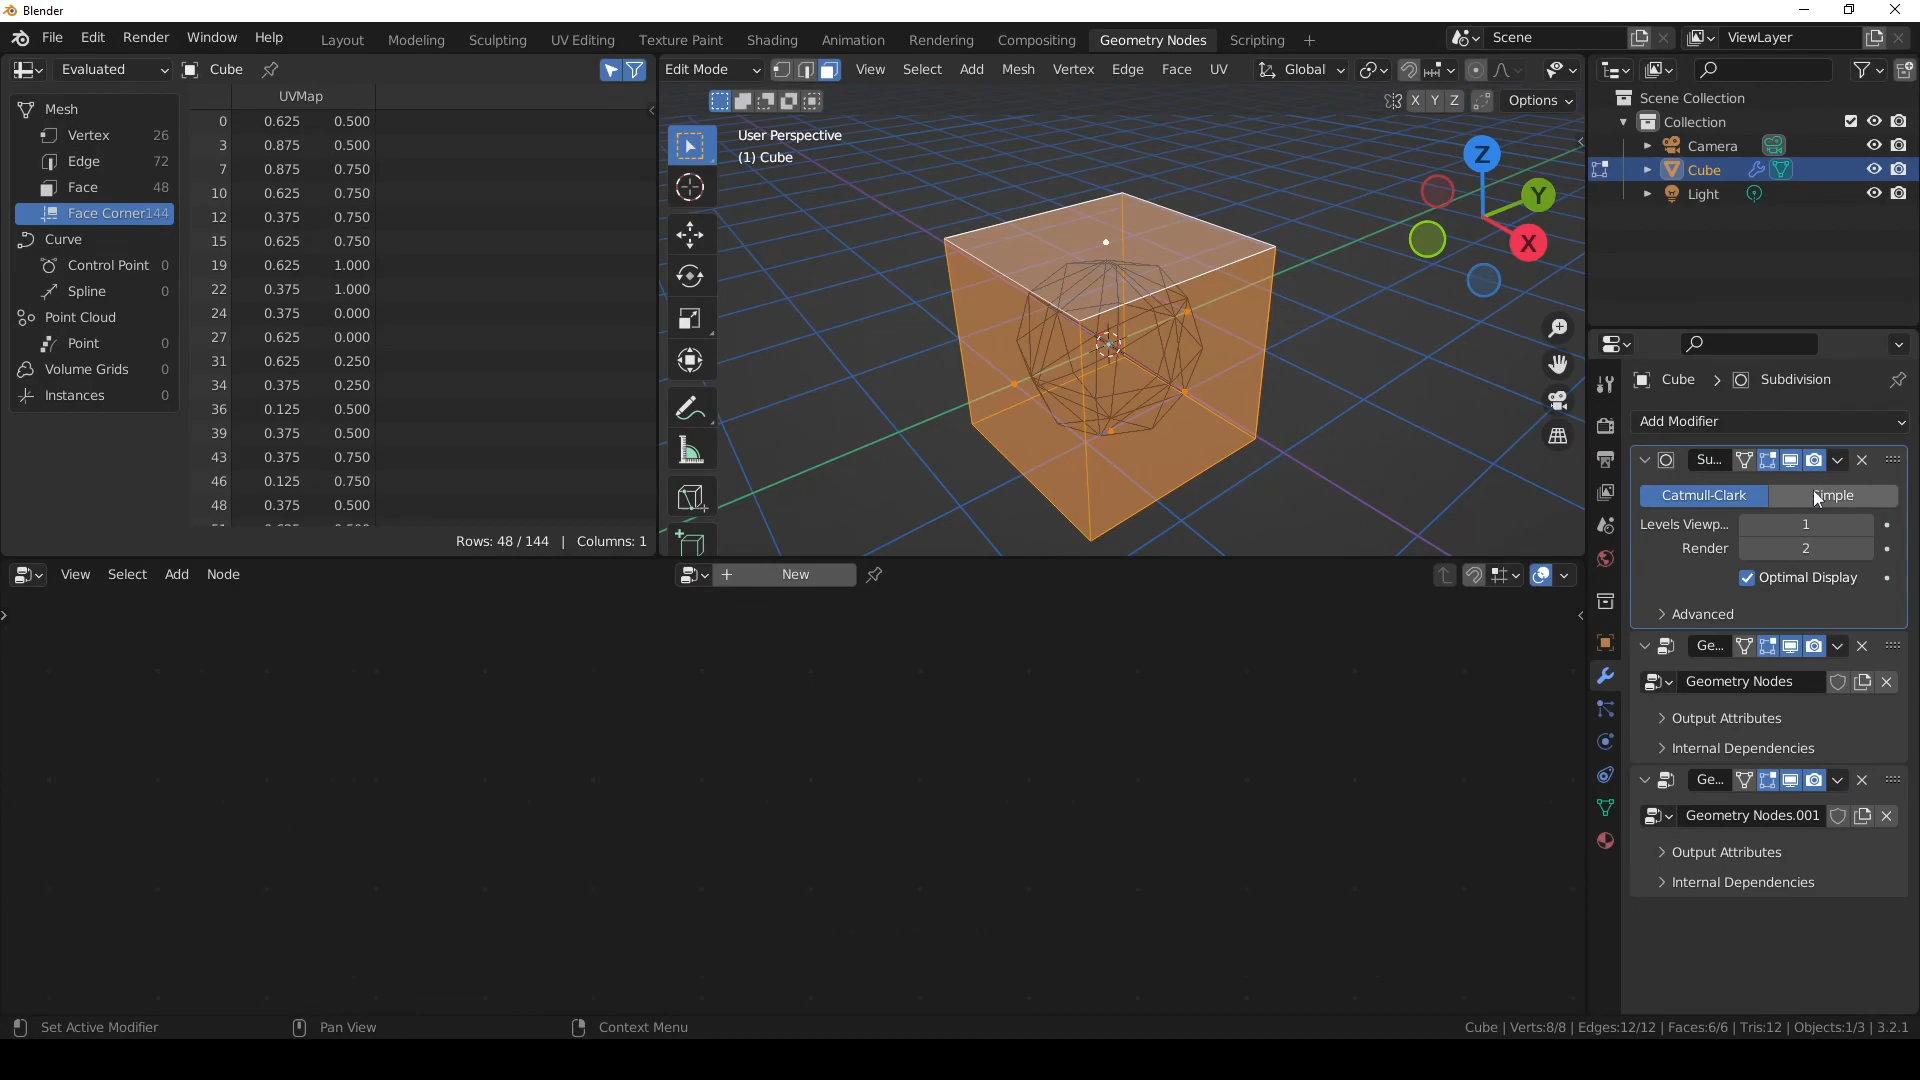 Blender
File Edit Render Window Help Layout Modeling Sculpting UV Editing Texture Paint Shading Animation Rendering Compositing Geometry Nodes Scripting + Scene ViewLayer
Evaluated Cube
Edit Mode View Select Add Mesh Vertex Edge Face UV Global
X Y Z Options
User Perspective
(1) Cube
Z
Y
X
Mesh
Vertex 26
Edge 72
Face 48
Face Corner144
Curve
Control Point 0
Spline 0
Point Cloud
Point 0
Volume Grids 0
Instances 0
UVMap
0 0.625 0.500
3 0.875 0.500
7 0.875 0.750
10 0.625 0.750
12 0.375 0.750
15 0.625 0.750
19 0.625 1.000
22 0.375 1.000
24 0.375 0.000
27 0.625 0.000
31 0.625 0.250
34 0.375 0.250
36 0.125 0.500
39 0.375 0.500
43 0.375 0.750
46 0.125 0.750
48 0.375 0.500
Rows: 48 / 144 | Columns: 1
Scene Collection
Collection
Camera
Cube
Light
Cube > Subdivision
Add Modifier
Su...
Catmull-Clark Simple
Levels Viewp... 1
Render 2
Optimal Display
Advanced
Ge...
Geometry Nodes
Output Attributes
Internal Dependencies
Ge...
Geometry Nodes.001
Output Attributes
Internal Dependencies
View Select Add Node + New
Set Active Modifier Pan View Context Menu Cube | Verts:8/8 | Edges:12/12 | Faces:6/6 | Tris:12 | Objects:1/3 | 3.2.1